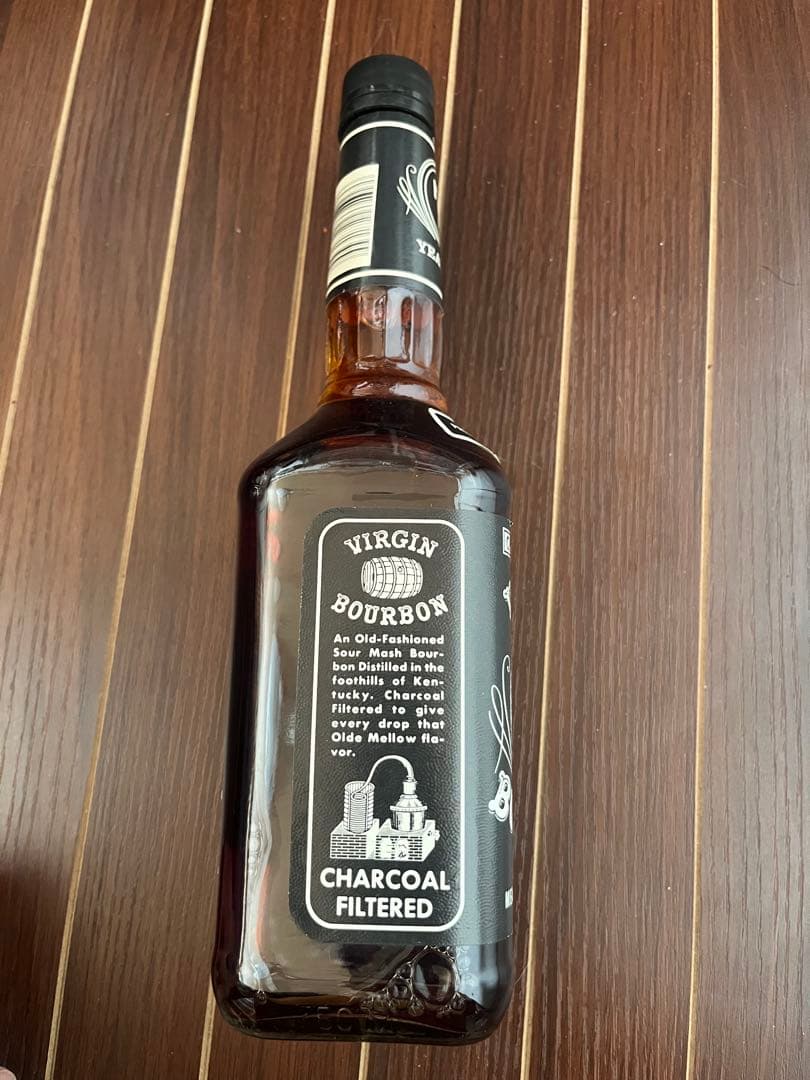 VIRGIN
BOURBON
An Old-Fashioned
Sour Mash Bour-
bon Distilled in the
foothills of Ken-
tucky. Charcoal
Filtered to give
every drop that
Olde Mellow fla-
vor.
CHARCOAL
FILTERED